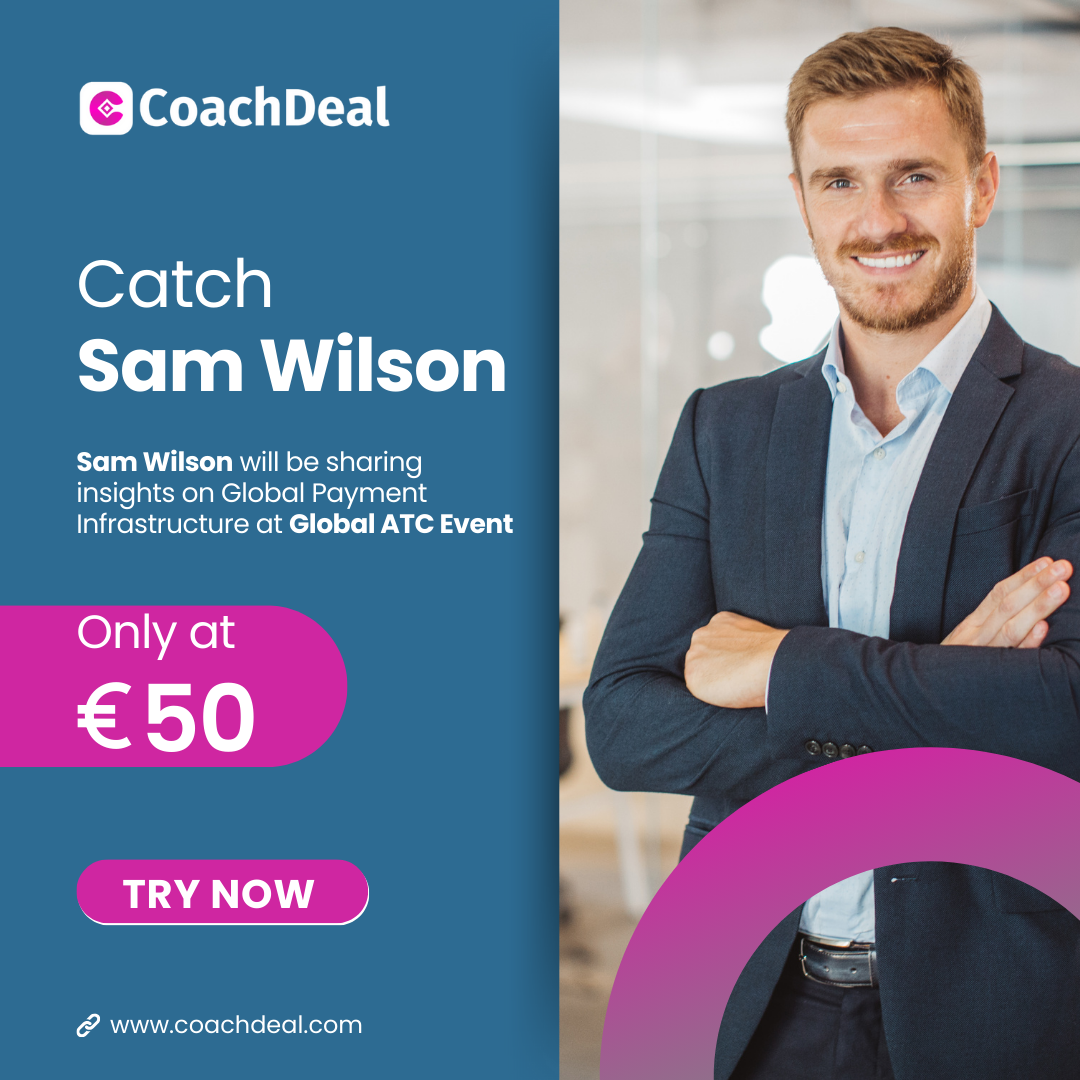 CoachDeal
Catch
Sam Wilson
Sam Wilson will be sharing
insights on Global Payment
Infrastructure at Global ATC Event
Only at
€50
TRY NOW
www.coachdeal.com